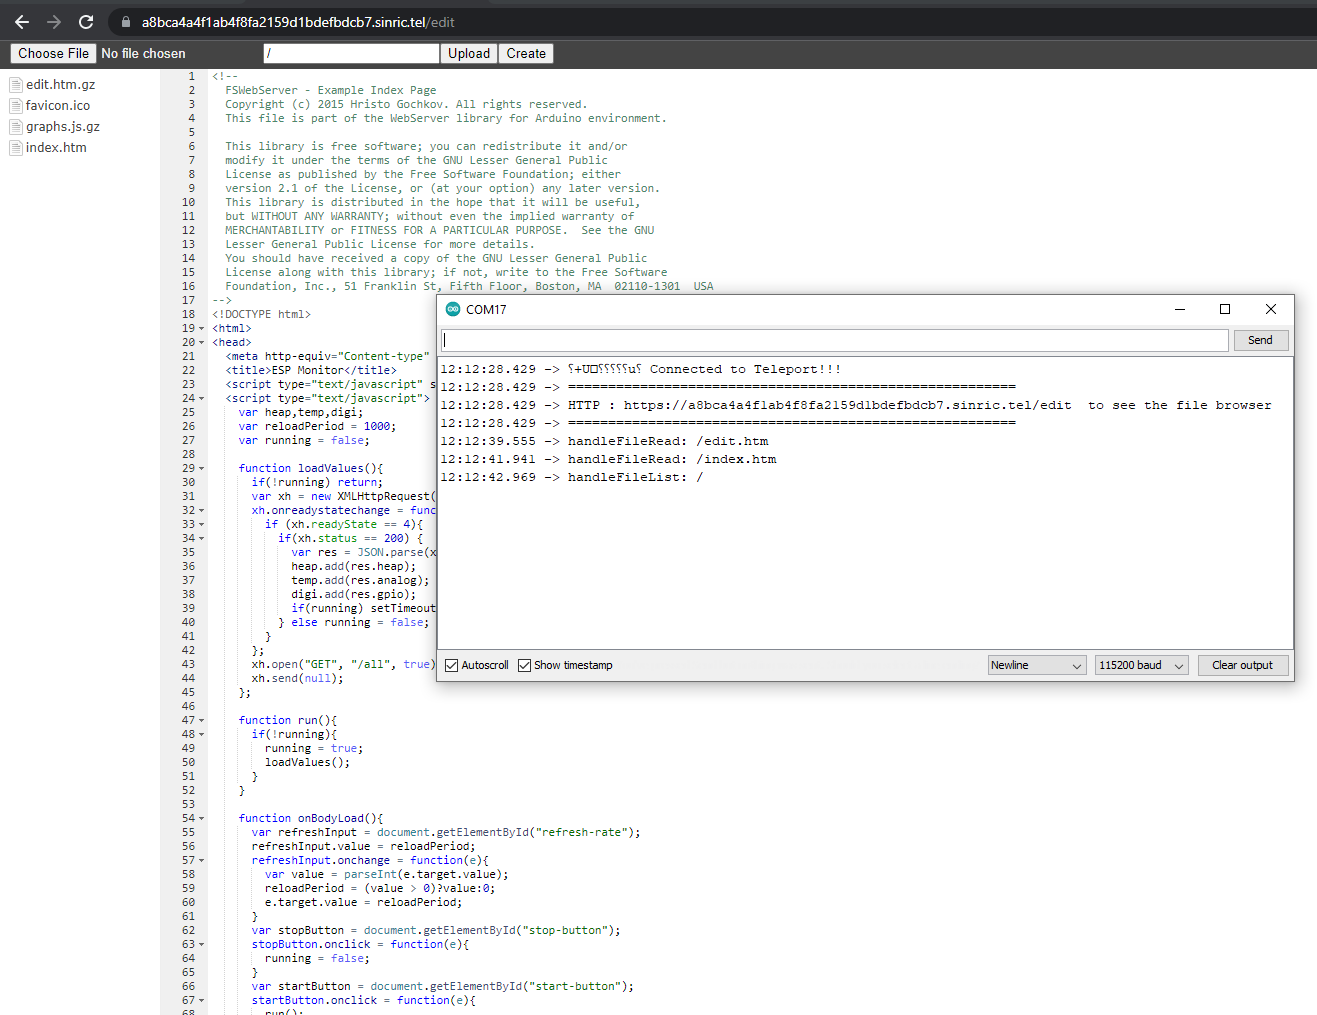 a8bca4a4f1ab4f8fa2159d1bdefbdcb7.sinric.tel/edit
Choose File No file chosen / Upload Create
edit.htm.gz
favicon.ico
graphs.js.gz
index.htm
1 <!--
2 FSWebServer - Example Index Page
3 Copyright (c) 2015 Hristo Gochkov. All rights reserved.
4 This file is part of the WebServer library for Arduino environment.
5
6 This library is free software; you can redistribute it and/or
7 modify it under the terms of the GNU Lesser General Public
8 License as published by the Free Software Foundation; either
9 version 2.1 of the License, or (at your option) any later version.
10 This library is distributed in the hope that it will be useful,
11 but WITHOUT ANY WARRANTY; without even the implied warranty of
12 MERCHANTABILITY or FITNESS FOR A PARTICULAR PURPOSE.  See the GNU
13 Lesser General Public License for more details.
14 You should have received a copy of the GNU Lesser General Public
15 License along with this library; if not, write to the Free Software
16 Foundation, Inc., 51 Franklin St, Fifth Floor, Boston, MA  02110-1301  USA
17 -->
18 <!DOCTYPE html>
19 <html>
20 <head>
21 <meta http-equiv="Content-type"
22 <title>ESP Monitor</title>
23 <script type="text/javascript" s
24 <script type="text/javascript">
25 var heap,temp,digi;
26 var reloadPeriod = 1000;
27 var running = false;
28
29 function loadValues(){
30 if(!running) return;
31 var xh = new XMLHttpRequest(
32 xh.onreadystatechange = func
33 if (xh.readyState == 4){
34 if(xh.status == 200) {
35 var res = JSON.parse(x
36 heap.add(res.heap);
37 temp.add(res.analog);
38 digi.add(res.gpio);
39 if(running) setTimeout
40 } else running = false;
41 }
42 };
43 xh.open("GET", "/all", true)
44 xh.send(null);
45 };
46
47 function run(){
48 if(!running){
49 running = true;
50 loadValues();
51 }
52 }
53
54 function onBodyLoad(){
55 var refreshInput = document.getElementById("refresh-rate");
56 refreshInput.value = reloadPeriod;
57 refreshInput.onchange = function(e){
58 var value = parseInt(e.target.value);
59 reloadPeriod = (value > 0)?value:0;
60 e.target.value = reloadPeriod;
61 }
62 var stopButton = document.getElementById("stop-button");
63 stopButton.onclick = function(e){
64 running = false;
65 }
66 var startButton = document.getElementById("start-button");
67 startButton.onclick = function(e){
68 run();
COM17
Send
12:12:28.429 -> ⸮+U□⸮⸮⸮⸮⸮u⸮ Connected to Teleport!!!
12:12:28.429 -> ========================================================
12:12:28.429 -> HTTP : https://a8bca4a4f1ab4f8fa2159d1bdefbdcb7.sinric.tel/edit  to see the file browser
12:12:28.429 -> ========================================================
12:12:39.555 -> handleFileRead: /edit.htm
12:12:41.941 -> handleFileRead: /index.htm
12:12:42.969 -> handleFileList: /
Autoscroll Show timestamp Newline 115200 baud Clear output